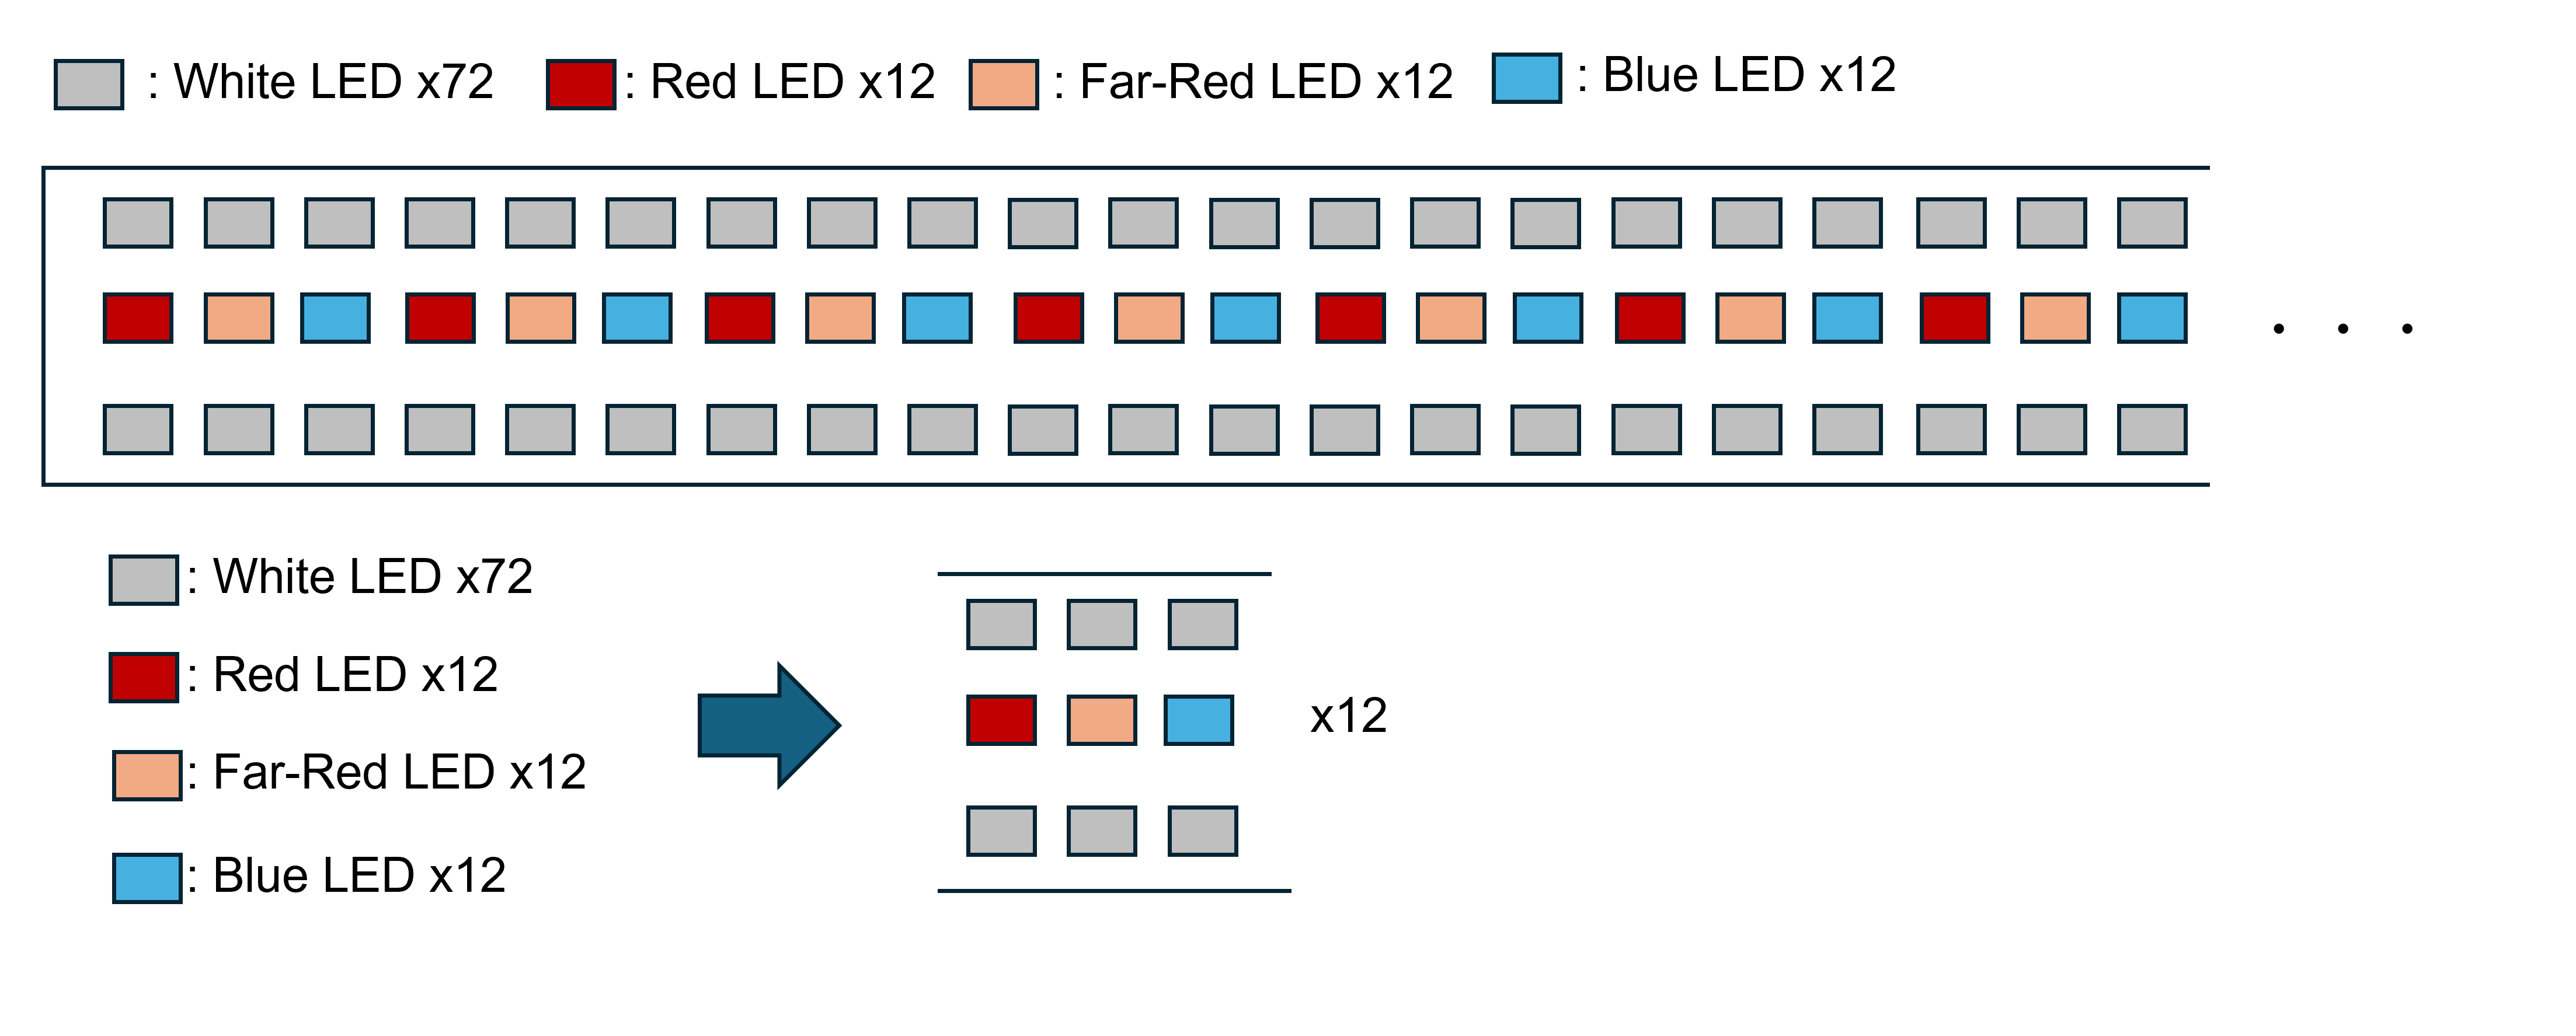 : White LED x72 : Red LED x12 : Far-Red LED x12 : Blue LED x12
. . .
: White LED x72
: Red LED x12
: Far-Red LED x12
: Blue LED x12
x12